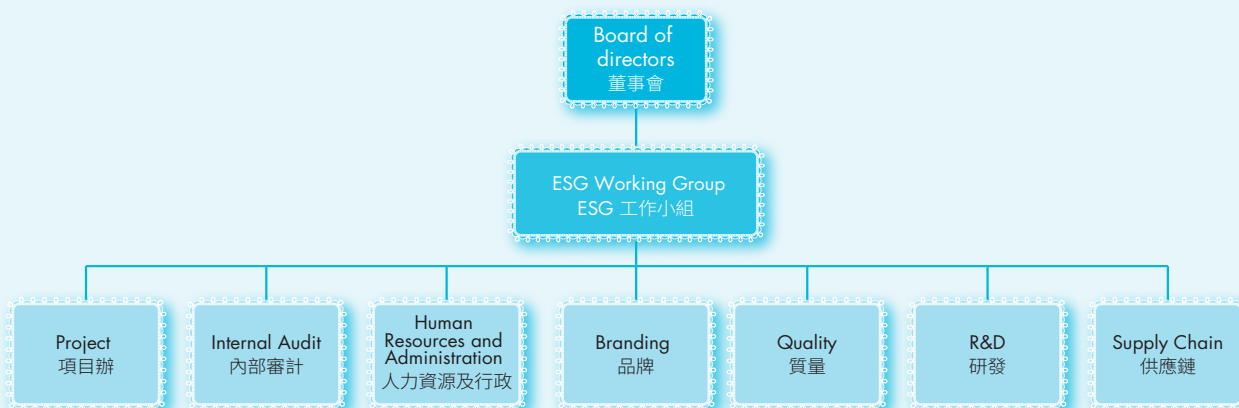 Board of
directors
董事會
ESG Working Group
ESG 工作小組
Project
項目辦
Internal Audit
內部審計
Human
Resources and
Administration
人力資源及行政
Branding
品牌
Quality
質量
R&D
研發
Supply Chain
供應鏈